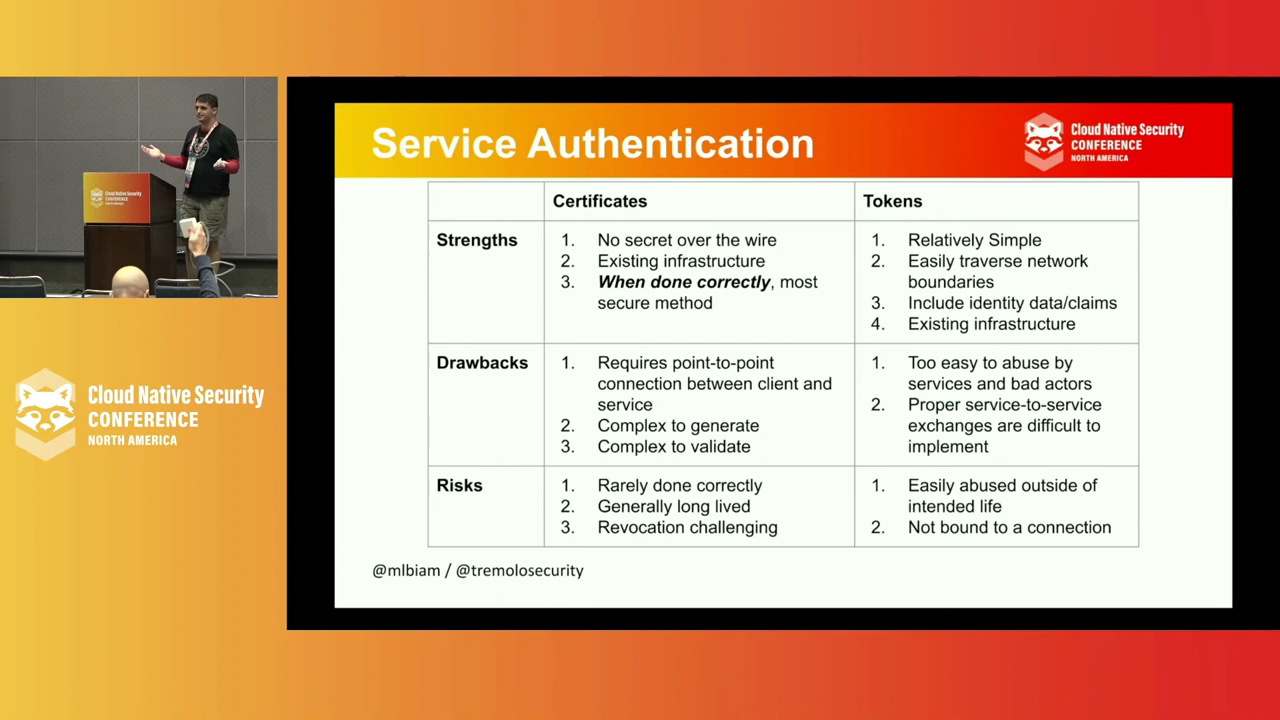 Service Authentication
Cloud Native Security
CONFERENCE
NORTH AMERICA
Certificates
Tokens
Strengths
1. No secret over the wire
2. Existing infrastructure
3. When done correctly, most
secure method
1. Relatively Simple
2. Easily traverse network
boundaries
3. Include identity data/claims
4. Existing infrastructure
Drawbacks
1. Requires point-to-point
connection between client and
service
2. Complex to generate
3. Complex to validate
1. Too easy to abuse by
services and bad actors
2. Proper service-to-service
exchanges are difficult to
implement
Risks
1. Rarely done correctly
2. Generally long lived
3. Revocation challenging
1. Easily abused outside of
intended life
2. Not bound to a connection
@mlbiam / @tremolosecurity
Cloud Native Security
CONFERENCE
NORTH AMERICA
Cloud Native Security
CONFERENCE
NORTH AMERICA